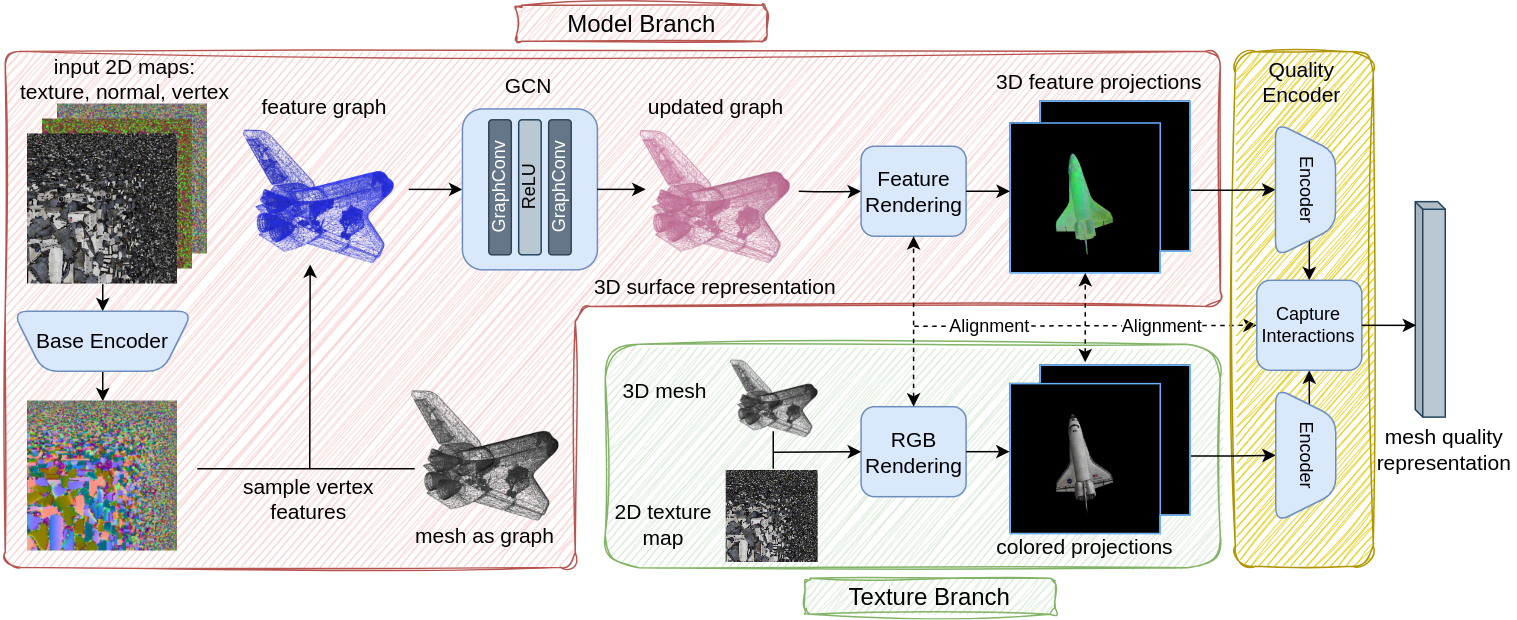 Model Branch
input 2D maps:
texture, normal, vertex
feature graph
GCN
GraphConv
ReLU
GraphConv
updated graph
3D surface representation
Feature
Rendering
3D feature projections
Quality
Encoder
Encoder
Base Encoder
sample vertex
features
mesh as graph
Alignment
Alignment
Capture
Interactions
3D mesh
2D texture
map
RGB
Rendering
colored projections
Encoder
mesh quality
representation
Texture Branch